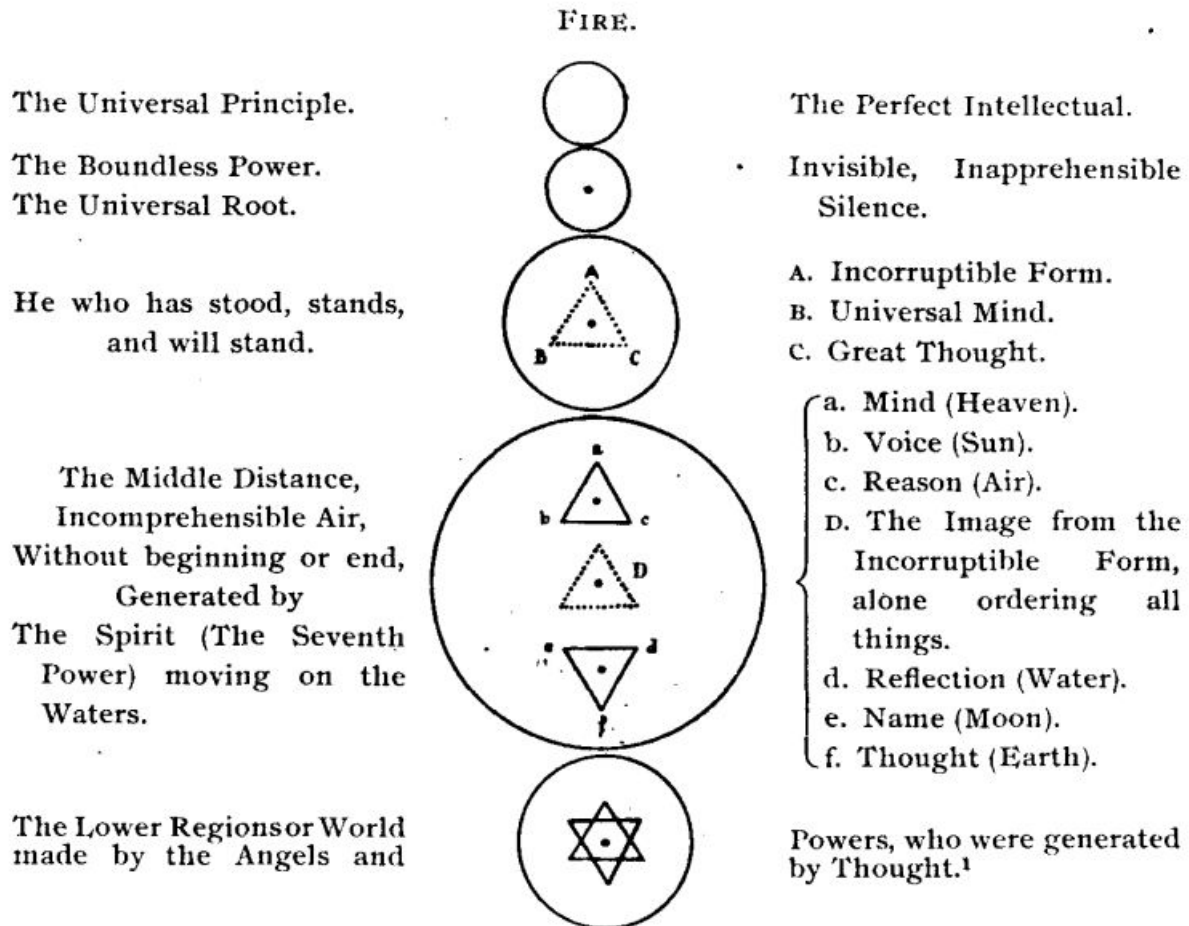 FIRE.
The Universal Principle.
The Perfect Intellectual.
The Boundless Power.
The Universal Root.
Invisible, Inapprehensible
Silence.
He who has stood, stands,
and will stand.
A
B C
A. Incorruptible Form.
B. Universal Mind.
C. Great Thought.
The Middle Distance,
Incomprehensible Air,
Without beginning or end,
Generated by
The Spirit (The Seventh
Power) moving on the
Waters.
a
b c
D
e d
f
a. Mind (Heaven).
b. Voice (Sun).
c. Reason (Air).
D. The Image from the
Incorruptible Form,
alone ordering all
things.
d. Reflection (Water).
e. Name (Moon).
f. Thought (Earth).
The Lower Regions or World
made by the Angels and
Powers, who were generated
by Thought.¹